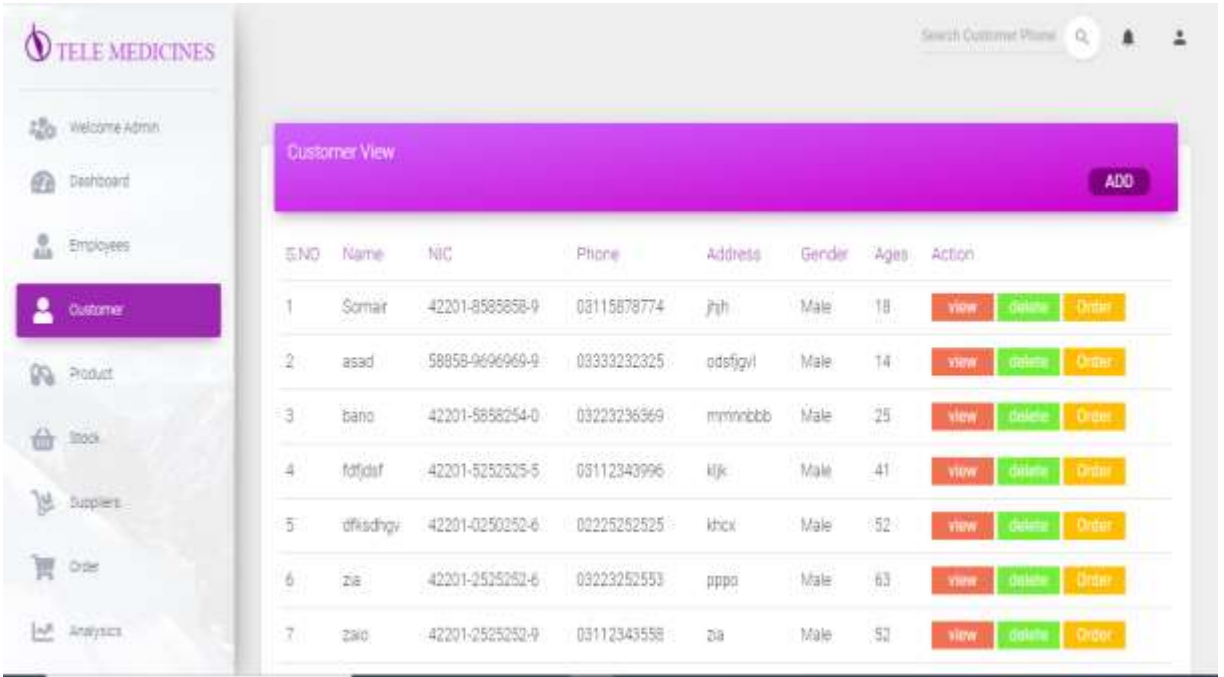 TELE MEDICINES
Search Customer Phone
Welcome Admin
Dashboard
Employees
Customer
Product
Stock
Suppliers
Order
Analytics
Customer View
ADD
S.NO Name NIC Phone Address Gender Ages Action
1 Somair 42201-8585858-9 03115878774 jhjh Male 18 view delete Order
2 asad 58858-9696969-9 03333232325 odsfjgvl Male 14 view delete Order
3 bano 42201-5858254-0 03223236369 mmnnbbb Male 25 view delete Order
4 fdfjdsf 42201-5252525-5 03112343996 kljk Male 41 view delete Order
5 dfksdhgv 42201-0250252-6 02225252525 khcx Male 52 view delete Order
6 zia 42201-2525252-6 03223252553 pppo Male 63 view delete Order
7 zaio 42201-2525252-9 03112343558 zia Male 52 view delete Order